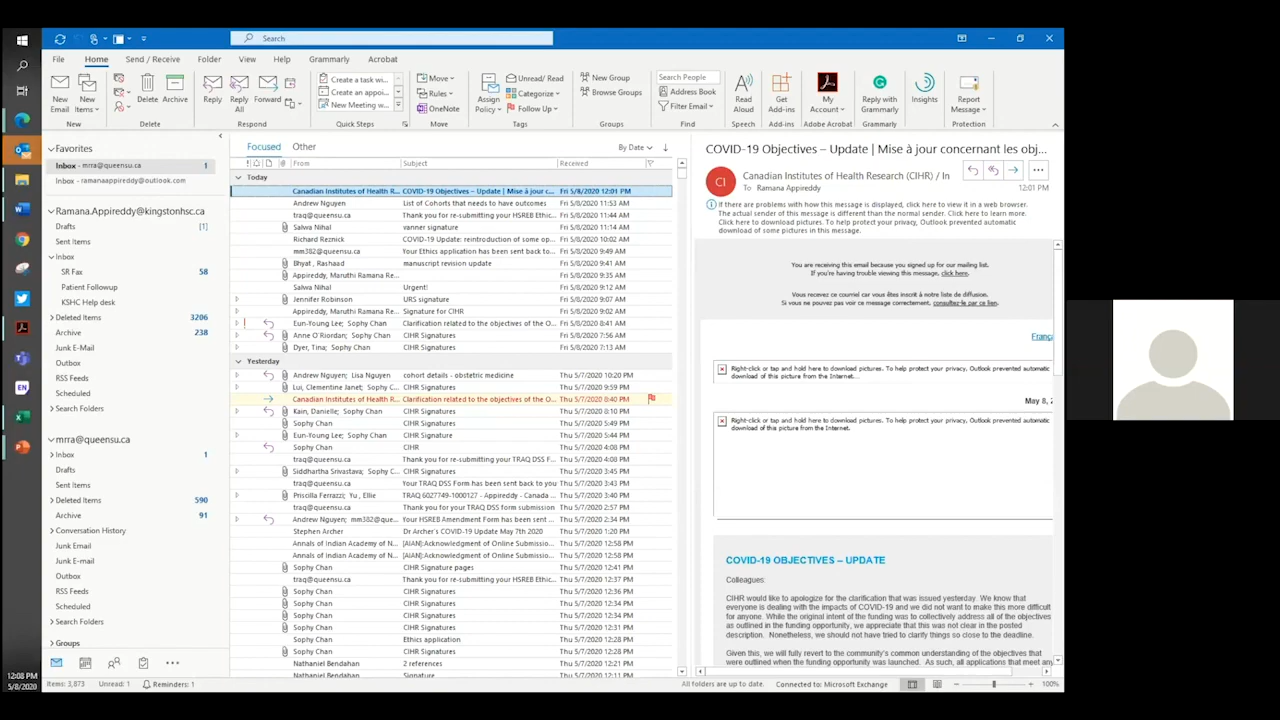 Search
File Home Send / Receive Folder View Help Grammarly Acrobat
New Email
New Items
Delete
Archive
Reply
Reply All
Forward
Create a task wi...
Create an appoi...
New Meeting w...
Move
Rules
OneNote
Assign Policy
Unread/ Read
Categorize
Follow Up
New Group
Browse Groups
Search People
Address Book
Filter Email
Read Aloud
Get Add-ins
My Account
Reply with Grammarly
Insights
Report Message
New Delete Respond Quick Steps Move Tags Groups Find Speech Add-ins Adobe Acrobat Grammarly Protection
Favorites
Inbox - mrra@queensu.ca 1
Inbox - ramanaappireddy@outlook.com
Ramana.Appireddy@kingstonhsc.ca
Drafts [1]
Sent Items
Inbox
SR Fax 58
Patient Followup
KSHC Help desk
Deleted Items 3206
Archive 238
Junk E-Mail
Outbox
RSS Feeds
Scheduled
Search Folders
mrra@queensu.ca
Inbox 1
Drafts
Sent Items
Deleted Items 590
Archive 91
Conversation History
Junk Email
Junk E-mail
Outbox
RSS Feeds
Scheduled
Search Folders
Groups
Focused Other By Date
From Subject Received
Today
Canadian Institutes of Health R... COVID-19 Objectives – Update | Mise à jour c... Fri 5/8/2020 12:01 PM
Andrew Nguyen List of Cohorts that needs to have outcomes Fri 5/8/2020 11:53 AM
traq@queensu.ca Thank you for re-submitting your HSREB Ethic... Fri 5/8/2020 11:44 AM
Salwa Nihal vanner signature Fri 5/8/2020 11:14 AM
Richard Reznick COVID-19 Update: reintroduction of some op... Fri 5/8/2020 10:02 AM
mm382@queensu.ca Your Ethics application has been sent back to... Fri 5/8/2020 9:49 AM
Bhyat , Rashaad manuscript revision update Fri 5/8/2020 9:41 AM
Appireddy, Maruthi Ramana Re... Fri 5/8/2020 9:35 AM
Salwa Nihal Urgent! Fri 5/8/2020 9:12 AM
Jennifer Robinson URS signature Fri 5/8/2020 9:07 AM
Appireddy, Maruthi Ramana Re... Signature for CIHR Fri 5/8/2020 9:02 AM
Eun-Young Lee; Sophy Chan Clarification related to the objectives of the O... Fri 5/8/2020 8:41 AM
Anne O'Riordan; Sophy Chan CIHR Signatures Fri 5/8/2020 7:56 AM
Dyer, Tina; Sophy Chan CIHR Signatures Fri 5/8/2020 7:13 AM
Yesterday
Andrew Nguyen; Lisa Nguyen cohort details - obstetric medicine Thu 5/7/2020 10:20 PM
Lui, Clementine Janet; Sophy C... CIHR Signatures Thu 5/7/2020 9:59 PM
Canadian Institutes of Health R... Clarification related to the objectives of the O... Thu 5/7/2020 8:40 PM
Kain, Danielle; Sophy Chan CIHR Signatures Thu 5/7/2020 8:10 PM
Sophy Chan CIHR Signatures Thu 5/7/2020 5:49 PM
Eun-Young Lee; Sophy Chan CIHR Signature Thu 5/7/2020 5:44 PM
Sophy Chan CIHR Thu 5/7/2020 4:08 PM
traq@queensu.ca Thank you for re-submitting your TRAQ DSS F... Thu 5/7/2020 4:08 PM
Siddhartha Srivastava; Sophy C... CIHR Signatures Thu 5/7/2020 3:45 PM
traq@queensu.ca Your TRAQ DSS Form has been sent back to you Thu 5/7/2020 3:43 PM
Priscilla Ferrazzi; Yu , Ellie TRAQ 6027749-1000127 - Appireddy - Canada ... Thu 5/7/2020 3:40 PM
traq@queensu.ca Thank you for your TRAQ DSS form submission Thu 5/7/2020 2:57 PM
Andrew Nguyen; mm382@que... Your HSREB Amendment Form has been sent ... Thu 5/7/2020 2:34 PM
Stephen Archer Dr Archer's COVID-19 Update May 7th 2020 Thu 5/7/2020 1:20 PM
Annals of Indian Academy of N... [AIAN]:Acknowledgment of Online Submissio... Thu 5/7/2020 12:58 PM
Annals of Indian Academy of N... [AIAN]:Acknowledgment of Online Submissio... Thu 5/7/2020 12:58 PM
Sophy Chan CIHR Signature pages Thu 5/7/2020 12:41 PM
traq@queensu.ca Thank you for re-submitting your HSREB Ethic... Thu 5/7/2020 12:37 PM
Sophy Chan CIHR Signatures Thu 5/7/2020 12:36 PM
Sophy Chan CIHR Signatures Thu 5/7/2020 12:34 PM
Sophy Chan CIHR Signatures Thu 5/7/2020 12:34 PM
Sophy Chan CIHR Signatures Thu 5/7/2020 12:31 PM
Sophy Chan Ethics application Thu 5/7/2020 12:28 PM
Sophy Chan CIHR Signatures Thu 5/7/2020 12:28 PM
Nathaniel Bendahan 2 references Thu 5/7/2020 12:12 PM
Nathaniel Bendahan Signature Thu 5/7/2020 12:11 PM
COVID-19 Objectives – Update | Mise à jour concernant les obj...
CI
Canadian Institutes of Health Research (CIHR) / In
To Ramana Appireddy
12:01 PM
If there are problems with how this message is displayed, click here to view it in a web browser.
The actual sender of this message is different than the normal sender. Click here to learn more.
Click here to download pictures. To help protect your privacy, Outlook prevented automatic
download of some pictures in this message.
You are receiving this email because you signed up for our mailing list.
If you're having trouble viewing this message, click here.
Vous recevez ce courriel car vous êtes inscrit à notre liste de diffusion.
Si vous ne pouvez pas voir ce message correctement, consultez-le par ce lien.
França
Right-click or tap and hold here to download pictures. To help protect your privacy, Outlook prevented automatic
download of this picture from the Internet...
May 8, 2
Right-click or tap and hold here to download pictures. To help protect your privacy, Outlook prevented automatic
download of this picture from the Internet.
COVID-19 OBJECTIVES – UPDATE
Colleagues:
CIHR would like to apologize for the clarification that was issued yesterday. We know that
everyone is dealing with the impacts of COVID-19 and we did not want to make this more difficult
for anyone. While the original intent of the funding was to collectively address all of the objectives
as outlined in the funding opportunity, we appreciate that this was not clear in the posted
description. Nonetheless, we should not have tried to clarify things so close to the deadline.
Given this, we will fully revert to the community's common understanding of the objectives that
were outlined when the funding opportunity was launched. As such, all applications that meet any
12:08 PM
5/8/2020
Items: 3,873 Unread: 1 Reminders: 1 All folders are up to date. Connected to: Microsoft Exchange 100%